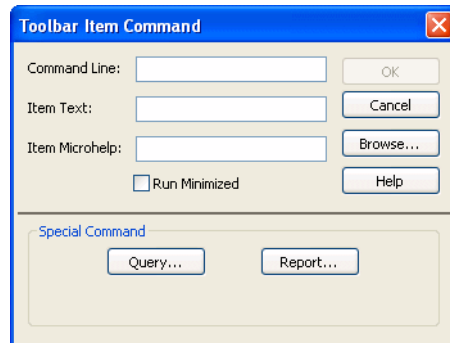 Toolbar Item Command
Command Line:
OK
Item Text:
Cancel
Item Microhelp:
Browse...
Run Minimized
Help
Special Command
Query...
Report...